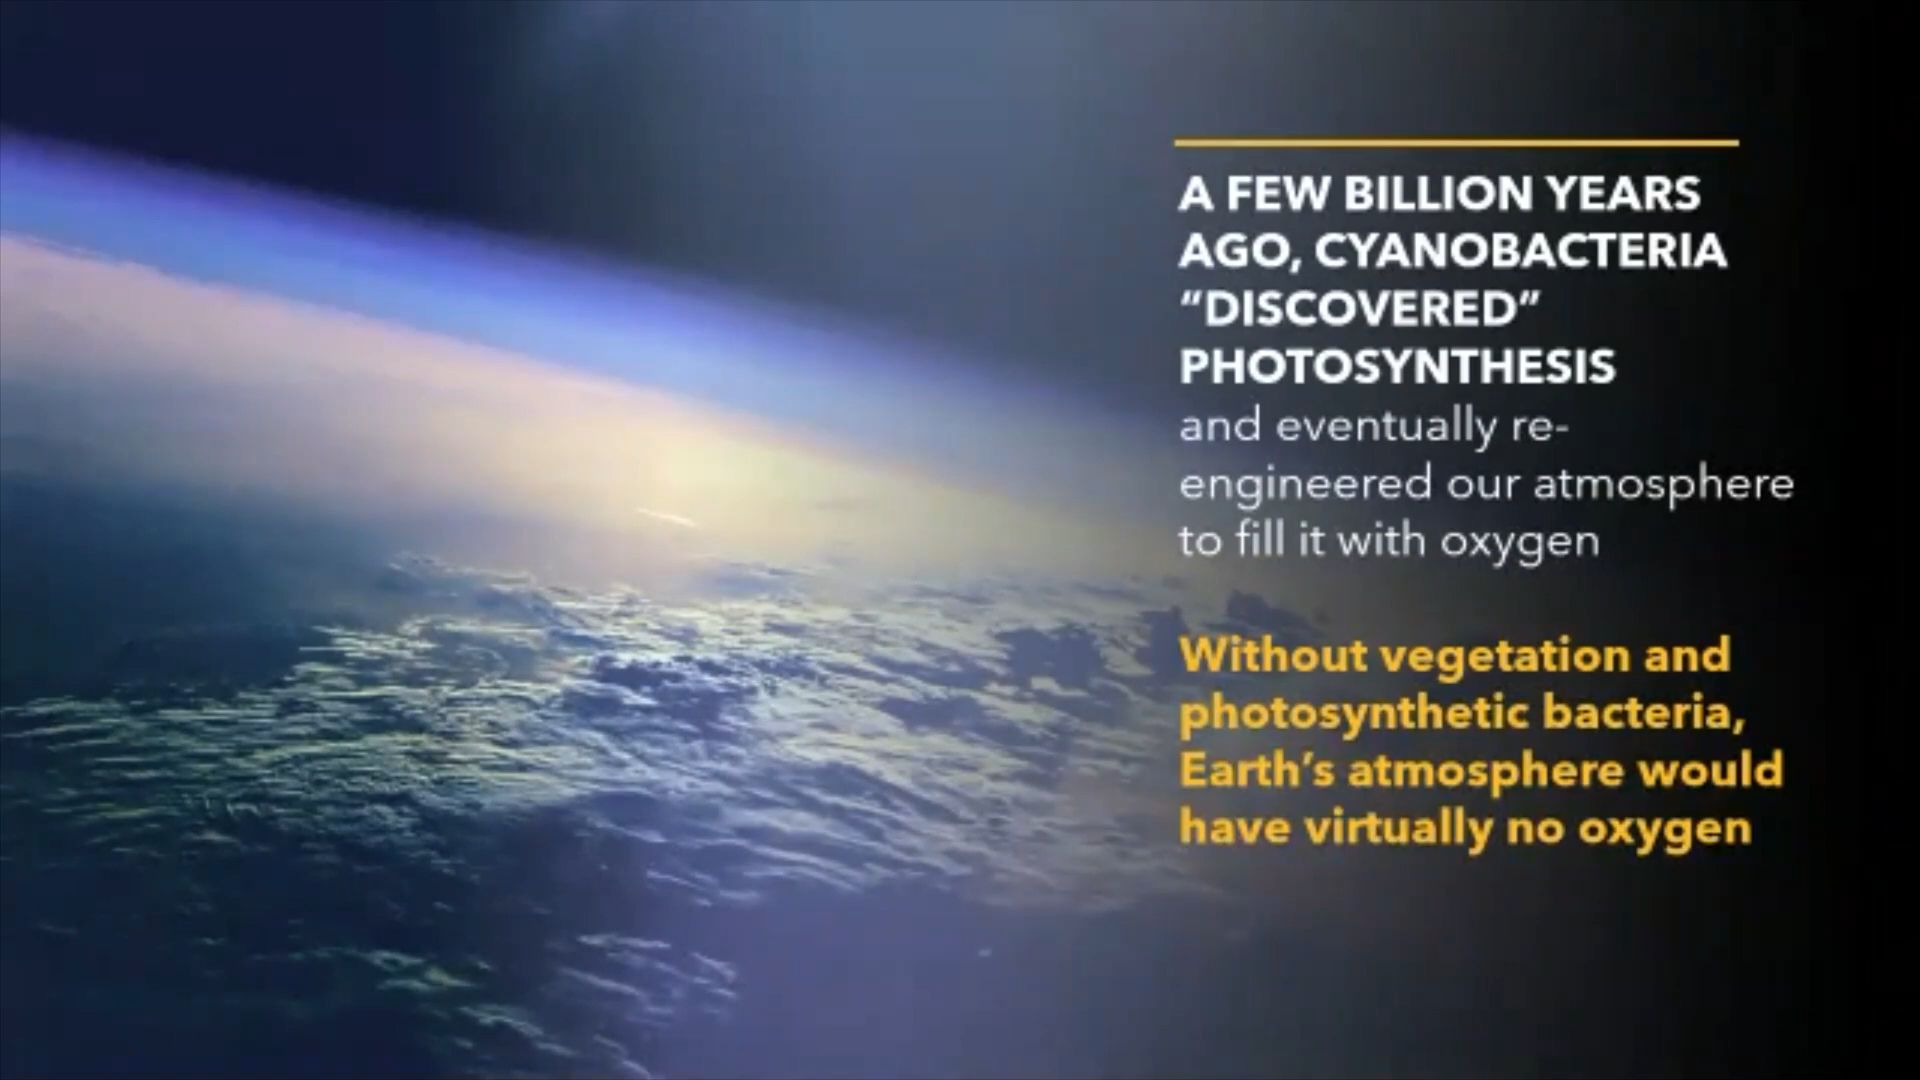 A FEW BILLION YEARS
AGO, CYANOBACTERIA
“DISCOVERED”
PHOTOSYNTHESIS
and eventually re-
engineered our atmosphere
to fill it with oxygen
Without vegetation and
photosynthetic bacteria,
Earth’s atmosphere would
have virtually no oxygen